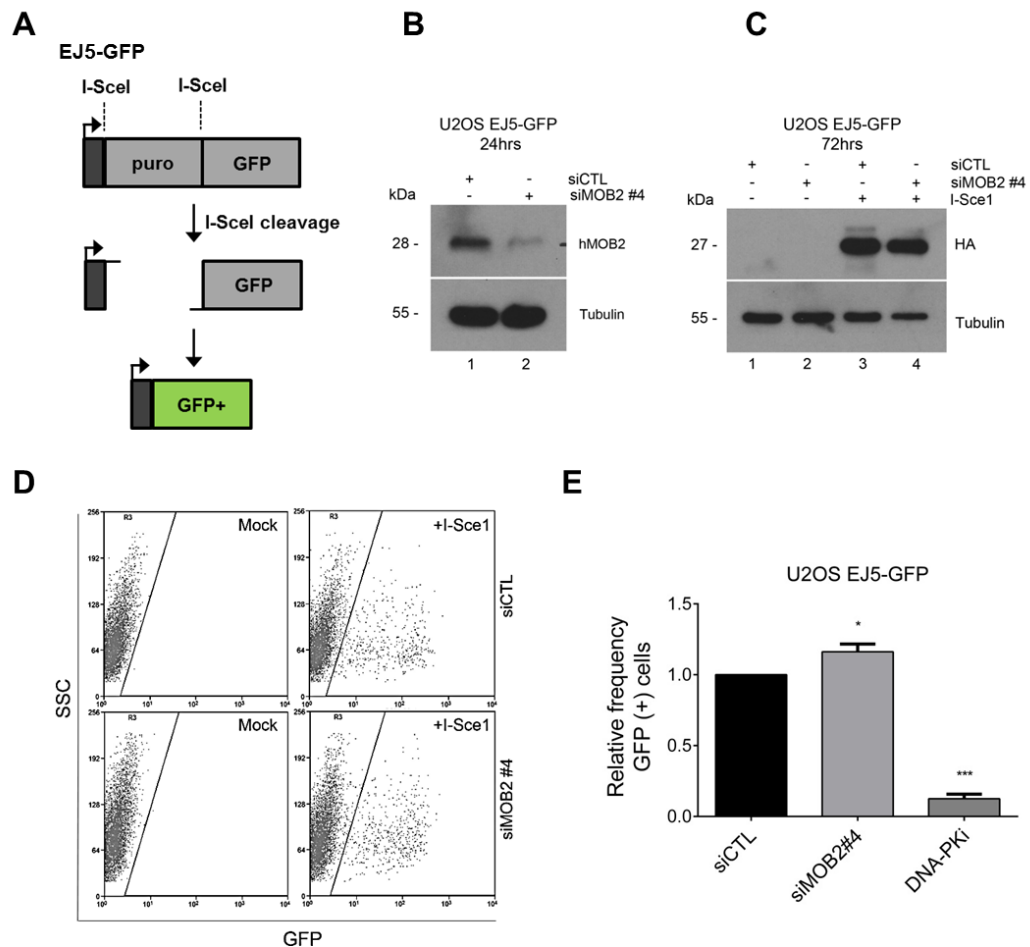 A
EJ5-GFP
I-SceI I-SceI
puro GFP
I-SceI cleavage
GFP
GFP+
B
U2OS EJ5-GFP
24hrs
+ - siCTL
kDa - + siMOB2 #4
28 - hMOB2
55 - Tubulin
1 2
C
U2OS EJ5-GFP
72hrs
+ - + - siCTL
- + - + siMOB2 #4
kDa - - + + I-Sce1
27 - HA
55 - Tubulin
1 2 3 4
D
SSC
256
192
128
64
0
R3
Mock
10⁰ 10¹ 10² 10³ 10⁴
256
192
128
64
0
R3
+I-Sce1
10⁰ 10¹ 10² 10³ 10⁴
siCTL
256
192
128
64
0
R3
Mock
10⁰ 10¹ 10² 10³ 10⁴
256
192
128
64
0
R3
+I-Sce1
10⁰ 10¹ 10² 10³ 10⁴
siMOB2 #4
GFP
E
U2OS EJ5-GFP
Relative frequency
GFP (+) cells
1.5
1.0
0.5
0.0
*
***
siCTL
siMOB2#4
DNA-PKi